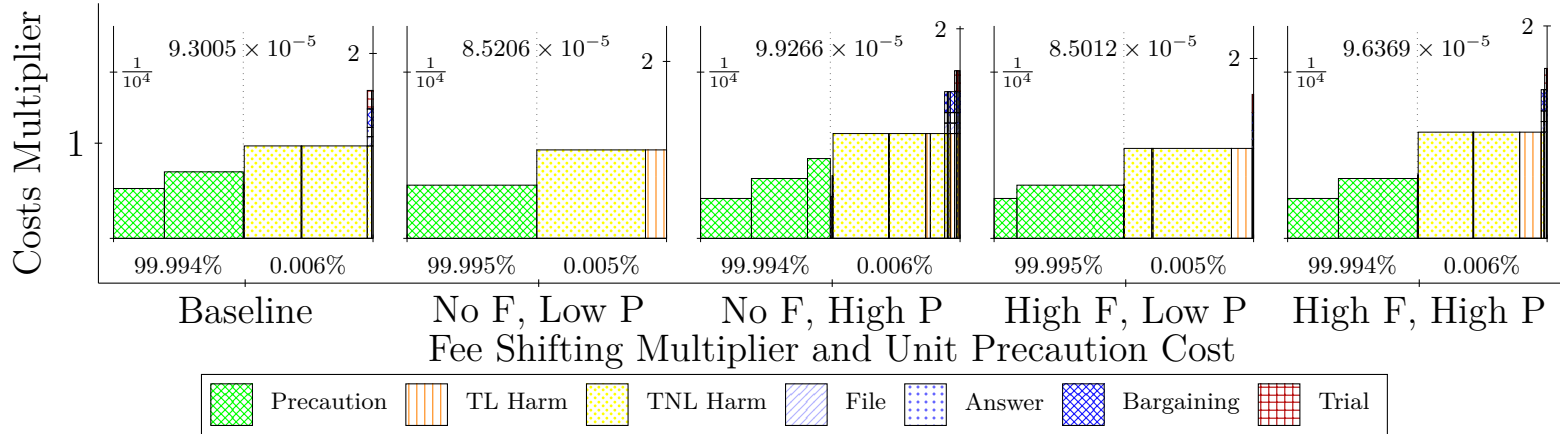 Costs Multiplier
1
1/10^4
9.3005 × 10^-5
2
99.994%
0.006%
Baseline
1/10^4
8.5206 × 10^-5
2
99.995%
0.005%
No F, Low P
1/10^4
9.9266 × 10^-5
2
99.994%
0.006%
No F, High P
1/10^4
8.5012 × 10^-5
2
99.995%
0.005%
High F, Low P
1/10^4
9.6369 × 10^-5
2
99.994%
0.006%
High F, High P
Fee Shifting Multiplier and Unit Precaution Cost
Precaution
TL Harm
TNL Harm
File
Answer
Bargaining
Trial